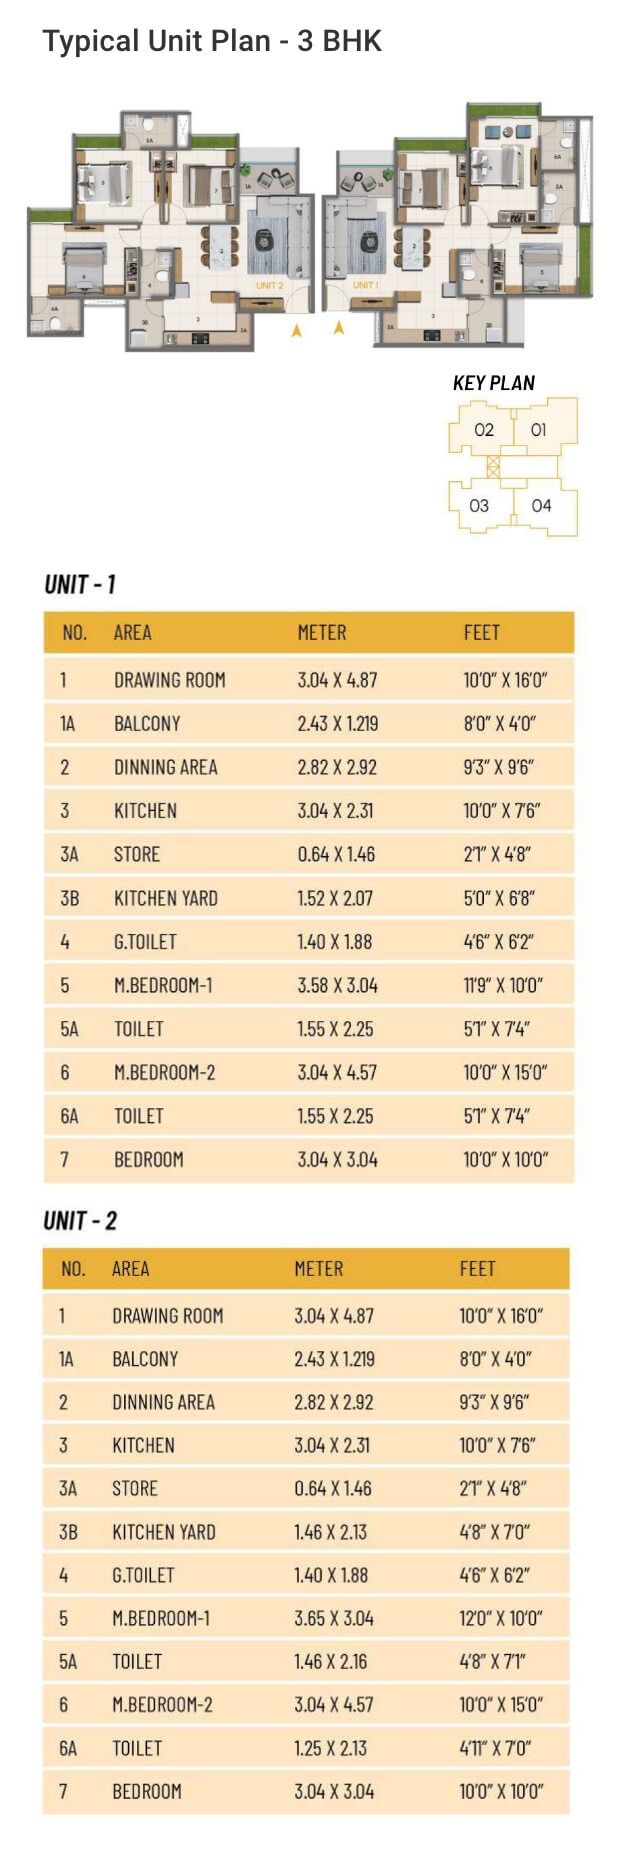 Typical Unit Plan - 3 BHK
5A
1A
1A
6A
5A
6
7
7
6
2
2
6
4
4
5
UNIT 2
UNIT 1
6A
3B
3
3A
3A
3
3B
KEY PLAN
02 01
03 04
UNIT - 1
NO. AREA METER FEET
1 DRAWING ROOM 3.04 X 4.87 10'0" X 16'0"
1A BALCONY 2.43 X 1.219 8'0" X 4'0"
2 DINNING AREA 2.82 X 2.92 9'3" X 9'6"
3 KITCHEN 3.04 X 2.31 10'0" X 7'6"
3A STORE 0.64 X 1.46 2'1" X 4'8"
3B KITCHEN YARD 1.52 X 2.07 5'0" X 6'8"
4 G.TOILET 1.40 X 1.88 4'6" X 6'2"
5 M.BEDROOM-1 3.58 X 3.04 11'9" X 10'0"
5A TOILET 1.55 X 2.25 5'1" X 7'4"
6 M.BEDROOM-2 3.04 X 4.57 10'0" X 15'0"
6A TOILET 1.55 X 2.25 5'1" X 7'4"
7 BEDROOM 3.04 X 3.04 10'0" X 10'0"
UNIT - 2
NO. AREA METER FEET
1 DRAWING ROOM 3.04 X 4.87 10'0" X 16'0"
1A BALCONY 2.43 X 1.219 8'0" X 4'0"
2 DINNING AREA 2.82 X 2.92 9'3" X 9'6"
3 KITCHEN 3.04 X 2.31 10'0" X 7'6"
3A STORE 0.64 X 1.46 2'1" X 4'8"
3B KITCHEN YARD 1.46 X 2.13 4'8" X 7'0"
4 G.TOILET 1.40 X 1.88 4'6" X 6'2"
5 M.BEDROOM-1 3.65 X 3.04 12'0" X 10'0"
5A TOILET 1.46 X 2.16 4'8" X 7'1"
6 M.BEDROOM-2 3.04 X 4.57 10'0" X 15'0"
6A TOILET 1.25 X 2.13 4'11" X 7'0"
7 BEDROOM 3.04 X 3.04 10'0" X 10'0"